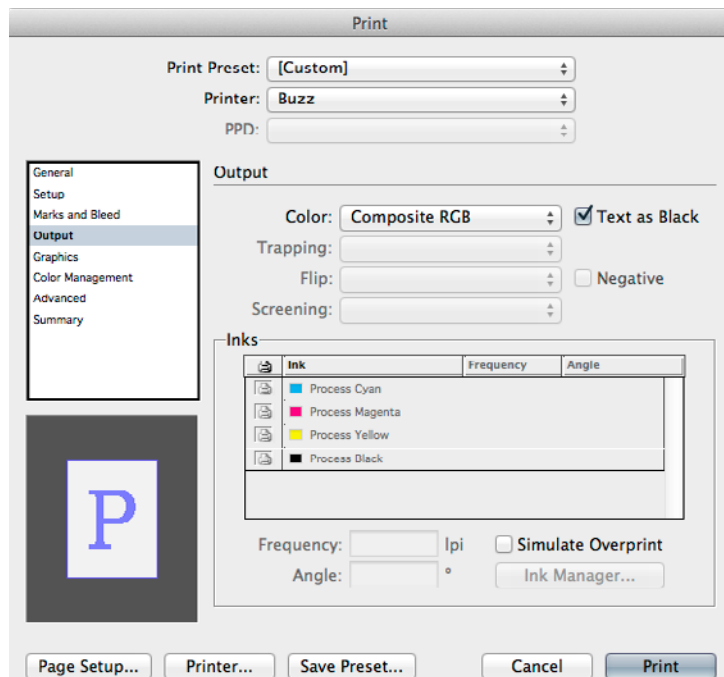 Print
Print Preset: [Custom]
Printer: Buzz
PPD:
General
Setup
Marks and Bleed
Output
Graphics
Color Management
Advanced
Summary
P
Output
Color: Composite RGB Text as Black
Trapping:
Flip: Negative
Screening:
Inks
Ink Frequency Angle
Process Cyan
Process Magenta
Process Yellow
Process Black
Frequency: lpi Simulate Overprint
Angle: ° Ink Manager...
Page Setup... Printer... Save Preset... Cancel Print